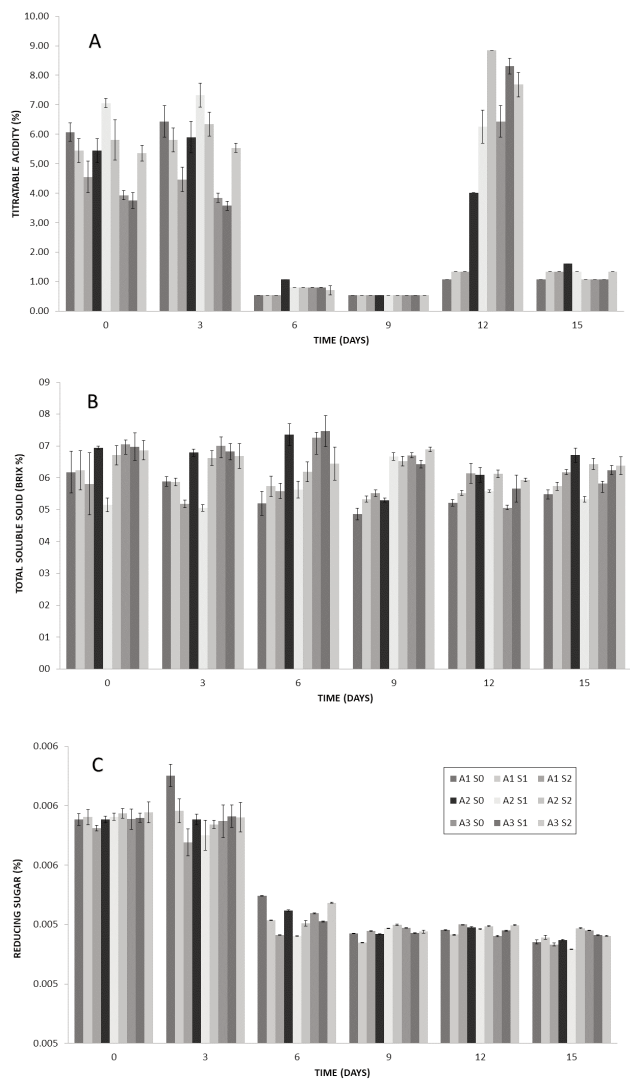 A
10.00
9.00
8.00
7.00
6.00
5.00
4.00
3.00
2.00
1.00
0.00
TITRATABLE ACIDITY (%)
0 3 6 9 12 15
TIME (DAYS)
B
09
08
07
06
05
04
03
02
01
00
TOTAL SOLUBLE SOLID (BRIX %)
0 3 6 9 12 15
TIME (DAYS)
C
0.006
0.006
0.006
0.005
0.005
0.005
REDUCING SUGAR (%)
A1 S0 A1 S1 A1 S2
A2 S0 A2 S1 A2 S2
A3 S0 A3 S1 A3 S2
0 3 6 9 12 15
TIME (DAYS)